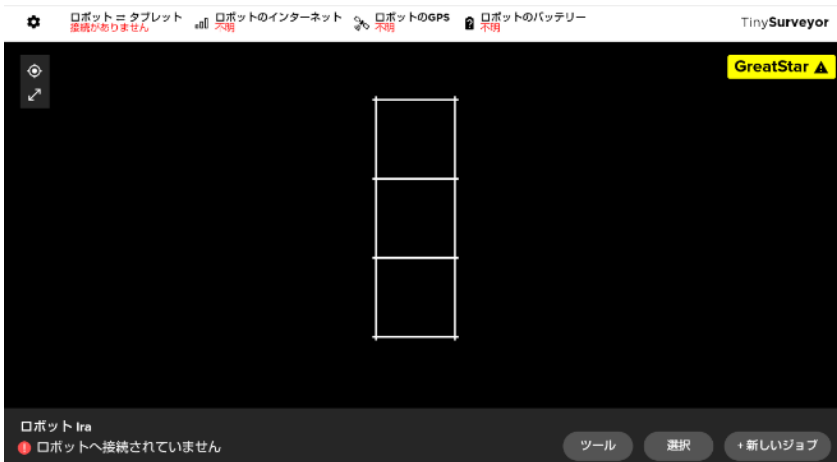 ロボット = タブレット
接続がありません
ロボットのインターネット
不明
ロボットのGPS
不明
ロボットのバッテリー
不明
TinySurveyor
GreatStar
ロボット Ira
ロボットへ接続されていません
ツール
選択
+新しいジョブ